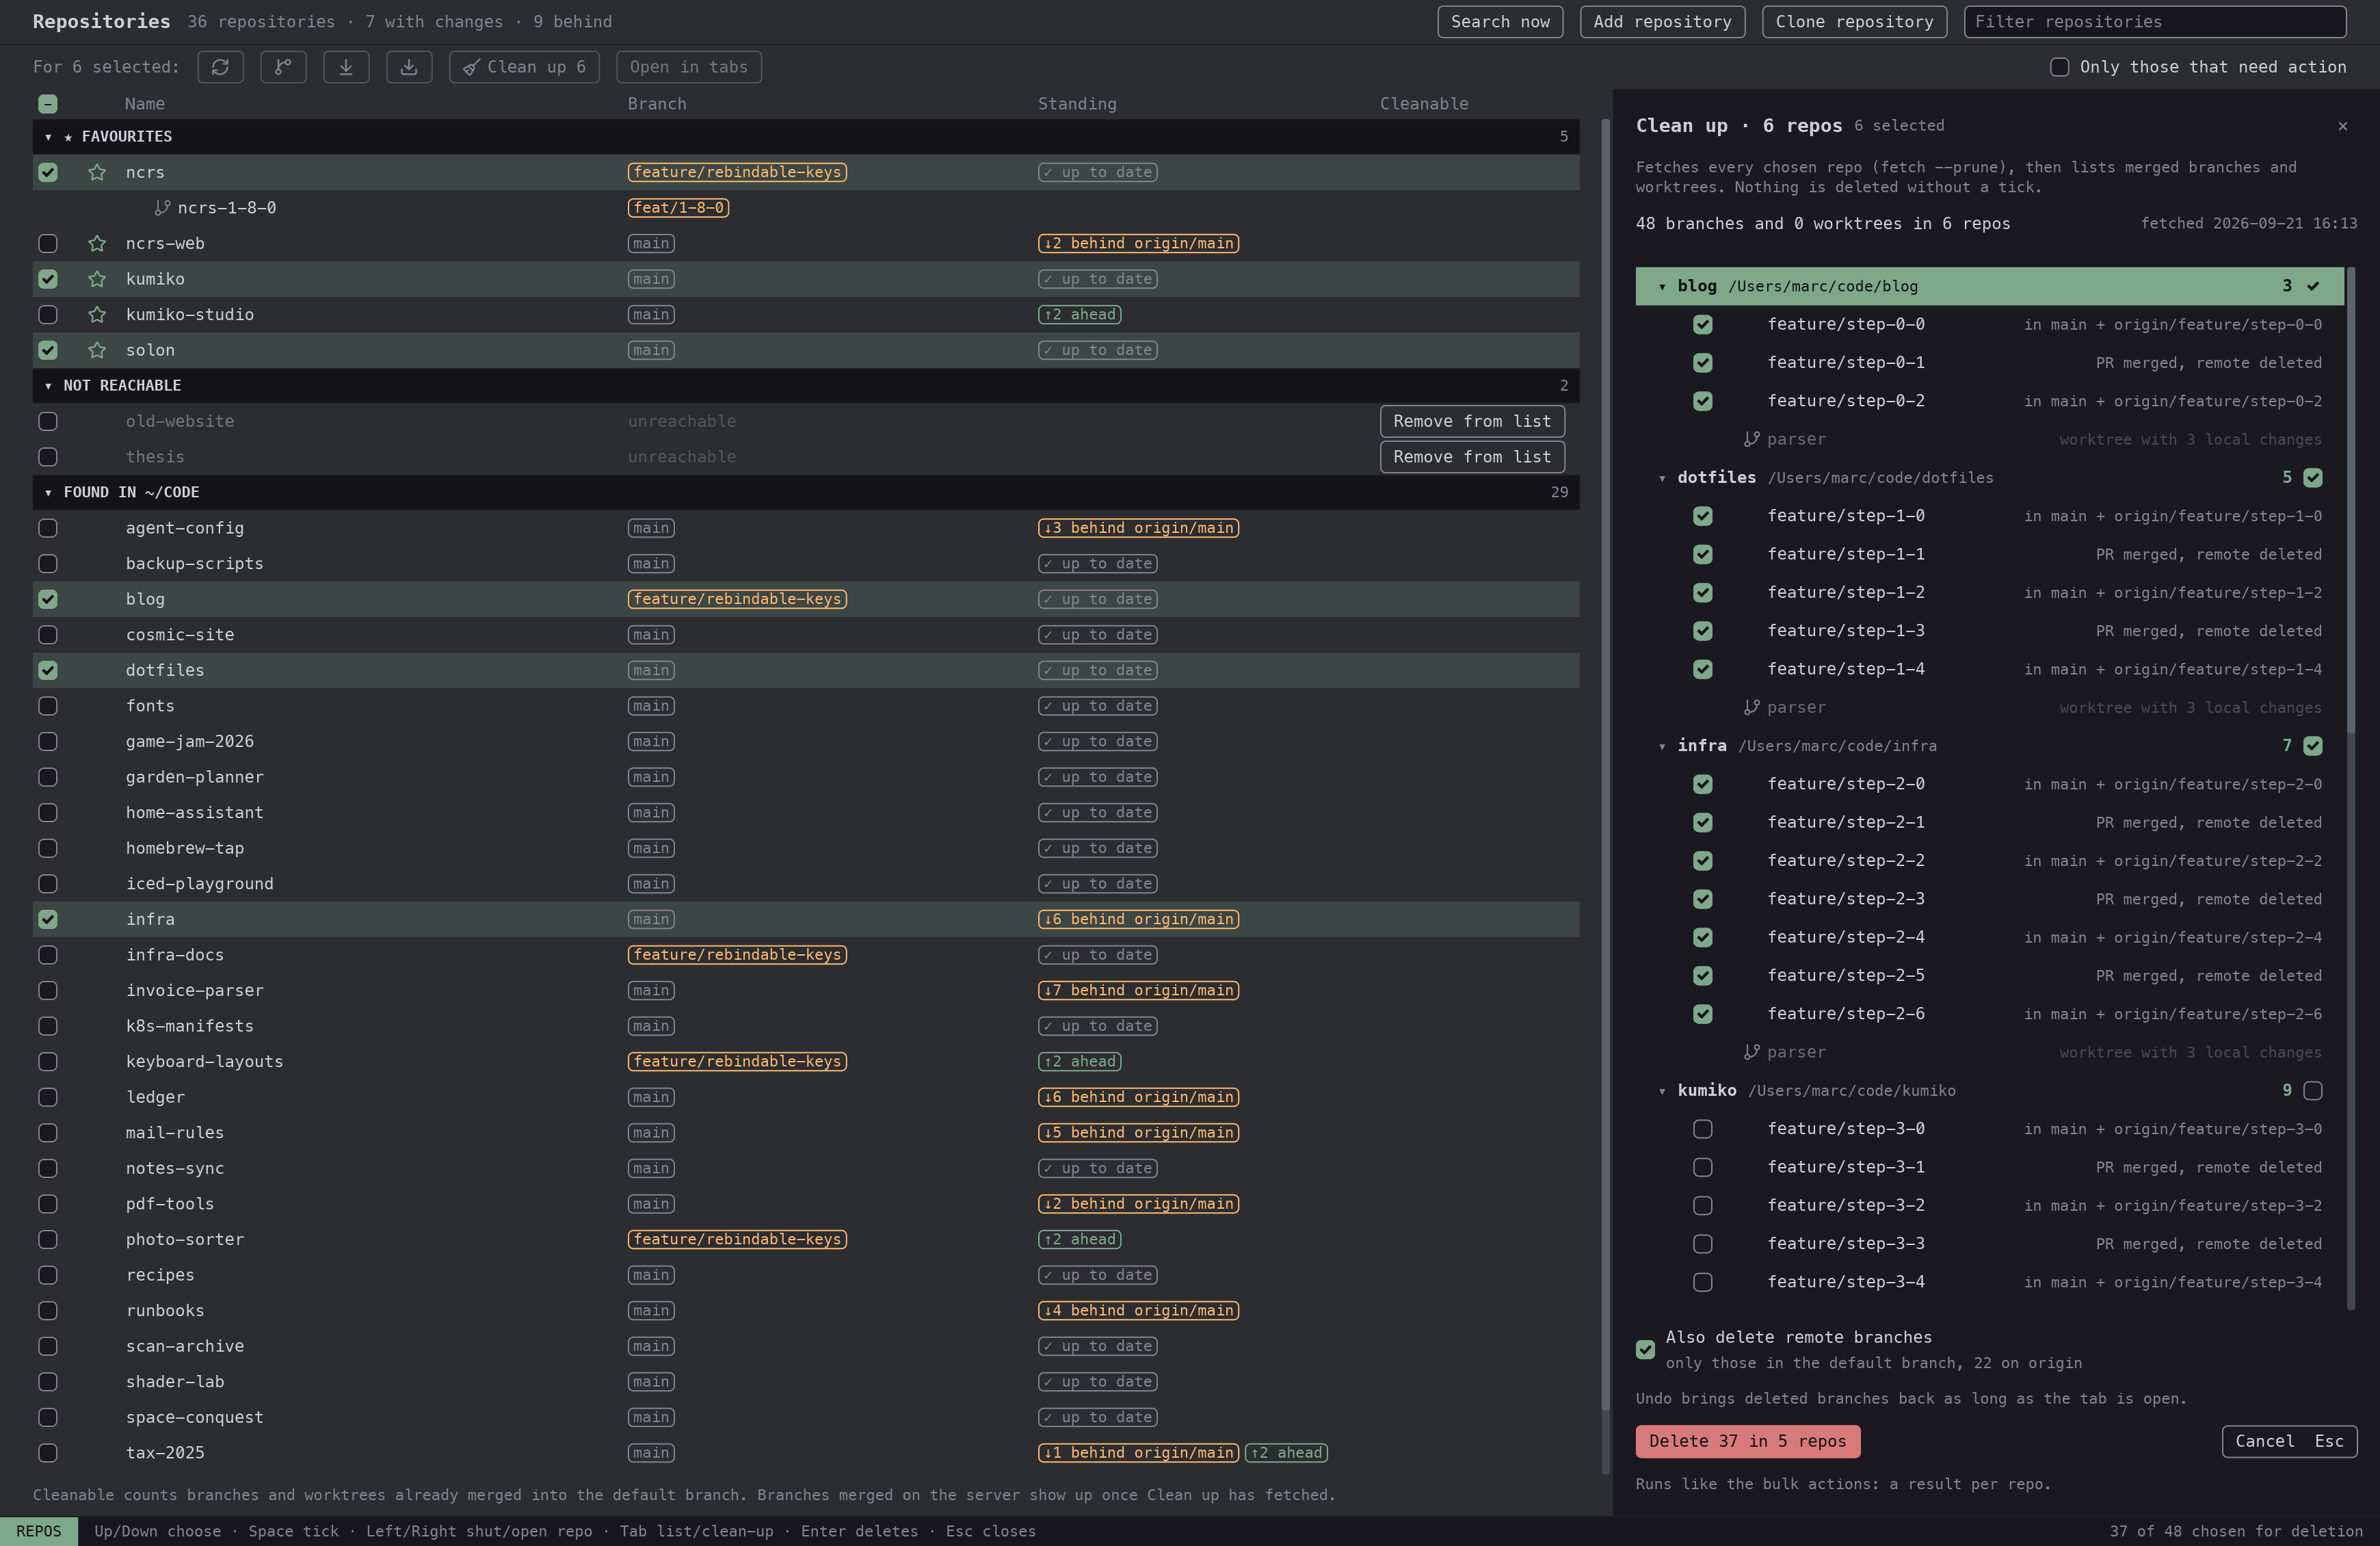 Repositories 36 repositories · 7 with changes · 9 behind Search now Add repository Clone repository Filter repositories
For 6 selected: Clean up 6 Open in tabs Only those that need action
Name Branch Standing Cleanable
▾ ★ FAVOURITES 5
ncrs feature/rebindable-keys ✓ up to date
ncrs-1-8-0 feat/1-8-0
ncrs-web main ↓2 behind origin/main
kumiko main ✓ up to date
kumiko-studio main ↑2 ahead
solon main ✓ up to date
▾ NOT REACHABLE 2
old-website unreachable Remove from list
thesis unreachable Remove from list
▾ FOUND IN ~/CODE 29
agent-config main ↓3 behind origin/main
backup-scripts main ✓ up to date
blog feature/rebindable-keys ✓ up to date
cosmic-site main ✓ up to date
dotfiles main ✓ up to date
fonts main ✓ up to date
game-jam-2026 main ✓ up to date
garden-planner main ✓ up to date
home-assistant main ✓ up to date
homebrew-tap main ✓ up to date
iced-playground main ✓ up to date
infra main ↓6 behind origin/main
infra-docs feature/rebindable-keys ✓ up to date
invoice-parser main ↓7 behind origin/main
k8s-manifests main ✓ up to date
keyboard-layouts feature/rebindable-keys ↑2 ahead
ledger main ↓6 behind origin/main
mail-rules main ↓5 behind origin/main
notes-sync main ✓ up to date
pdf-tools main ↓2 behind origin/main
photo-sorter feature/rebindable-keys ↑2 ahead
recipes main ✓ up to date
runbooks main ↓4 behind origin/main
scan-archive main ✓ up to date
shader-lab main ✓ up to date
space-conquest main ✓ up to date
tax-2025 main ↓1 behind origin/main ↑2 ahead
Cleanable counts branches and worktrees already merged into the default branch. Branches merged on the server show up once Clean up has fetched.
Clean up · 6 repos 6 selected ×
Fetches every chosen repo (fetch --prune), then lists merged branches and
worktrees. Nothing is deleted without a tick.
48 branches and 0 worktrees in 6 repos fetched 2026-09-21 16:13
▾ blog /Users/marc/code/blog 3
feature/step-0-0 in main + origin/feature/step-0-0
feature/step-0-1 PR merged, remote deleted
feature/step-0-2 in main + origin/feature/step-0-2
parser worktree with 3 local changes
▾ dotfiles /Users/marc/code/dotfiles 5
feature/step-1-0 in main + origin/feature/step-1-0
feature/step-1-1 PR merged, remote deleted
feature/step-1-2 in main + origin/feature/step-1-2
feature/step-1-3 PR merged, remote deleted
feature/step-1-4 in main + origin/feature/step-1-4
parser worktree with 3 local changes
▾ infra /Users/marc/code/infra 7
feature/step-2-0 in main + origin/feature/step-2-0
feature/step-2-1 PR merged, remote deleted
feature/step-2-2 in main + origin/feature/step-2-2
feature/step-2-3 PR merged, remote deleted
feature/step-2-4 in main + origin/feature/step-2-4
feature/step-2-5 PR merged, remote deleted
feature/step-2-6 in main + origin/feature/step-2-6
parser worktree with 3 local changes
▾ kumiko /Users/marc/code/kumiko 9
feature/step-3-0 in main + origin/feature/step-3-0
feature/step-3-1 PR merged, remote deleted
feature/step-3-2 in main + origin/feature/step-3-2
feature/step-3-3 PR merged, remote deleted
feature/step-3-4 in main + origin/feature/step-3-4
Also delete remote branches
only those in the default branch, 22 on origin
Undo brings deleted branches back as long as the tab is open.
Delete 37 in 5 repos Cancel Esc
Runs like the bulk actions: a result per repo.
REPOS Up/Down choose · Space tick · Left/Right shut/open repo · Tab list/clean-up · Enter deletes · Esc closes 37 of 48 chosen for deletion